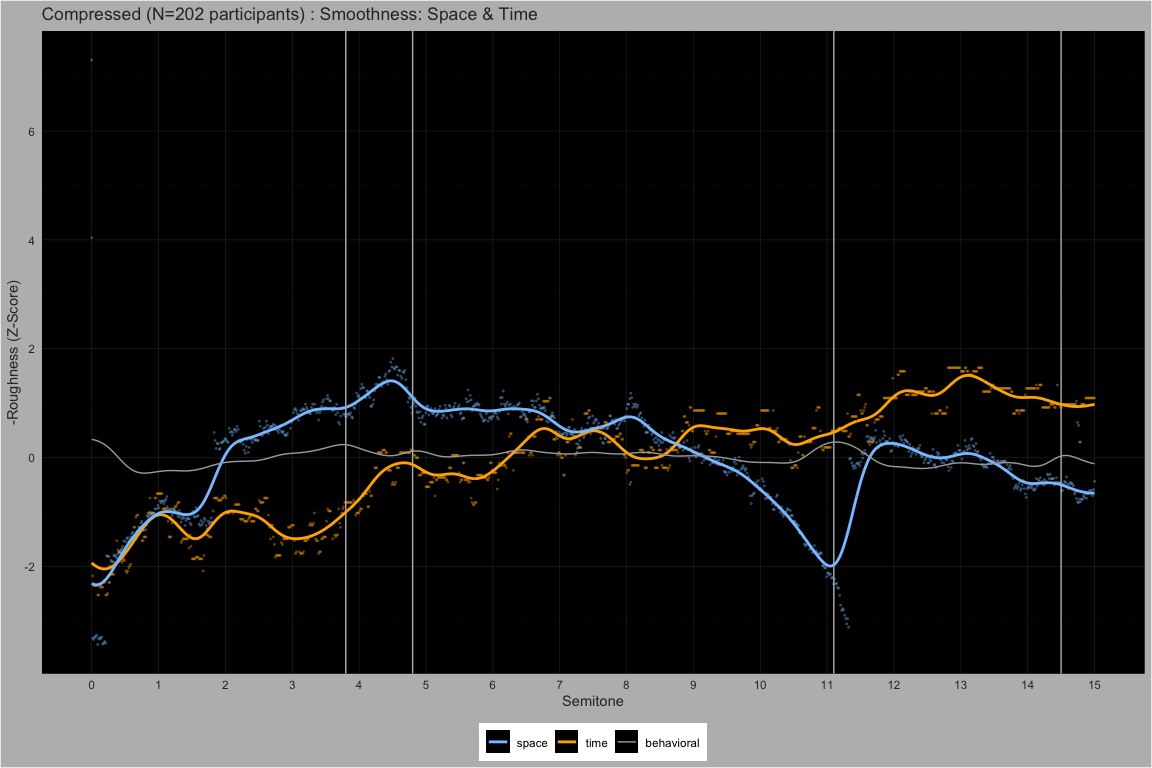 Compressed (N=202 participants) : Smoothness: Space & Time
-Roughness (Z-Score)
6
4
2
0
-2
0 1 2 3 4 5 6 7 8 9 10 11 12 13 14 15
Semitone
space time behavioral